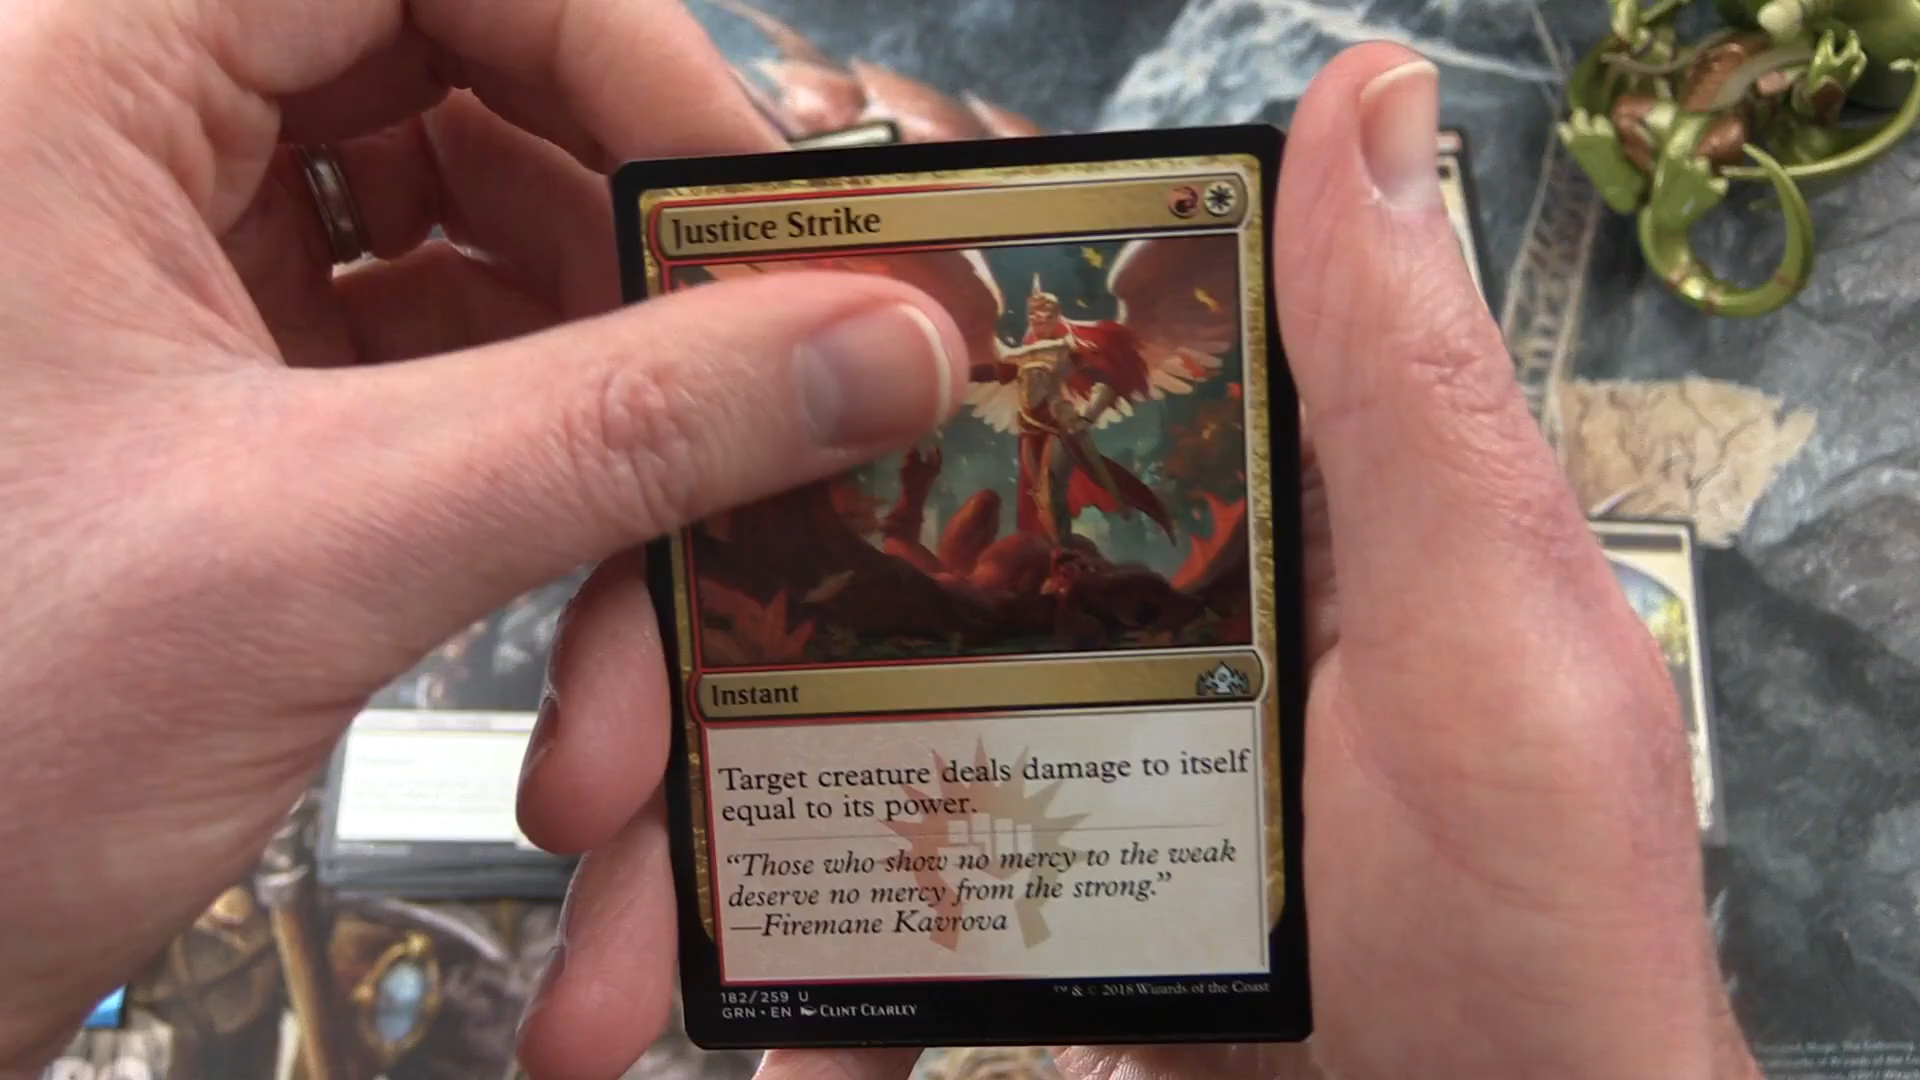 Justice Strike
Instant
Target creature deals damage to itself
equal to its power.
“Those who show no mercy to the weak
deserve no mercy from the strong.”
—Firemane Kavrova
182/259 U
™ & © 2018 Wizards of the Coast
GRN • EN Clint Cearley